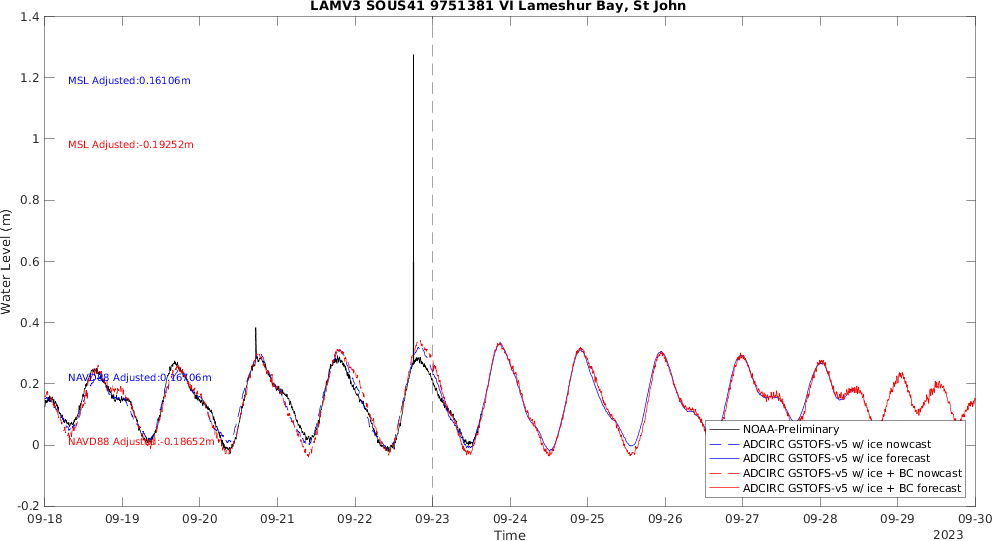 LAMV3 SOUS41 9751381 VI Lameshur Bay, St John
1.4
1.2
1
0.8
0.6
0.4
0.2
0
-0.2
Water Level (m)
MSL Adjusted:0.16106m
MSL Adjusted:-0.19252m
NAVD88 Adjusted:0.16706m
NAVD88 Adjusted:-0.18652m
NOAA-Preliminary
ADCIRC GSTOFS-v5 w/ ice nowcast
ADCIRC GSTOFS-v5 w/ ice forecast
ADCIRC GSTOFS-v5 w/ ice + BC nowcast
ADCIRC GSTOFS-v5 w/ ice + BC forecast
09-18 09-19 09-20 09-21 09-22 09-23 09-24 09-25 09-26 09-27 09-28 09-29 09-30
Time
2023